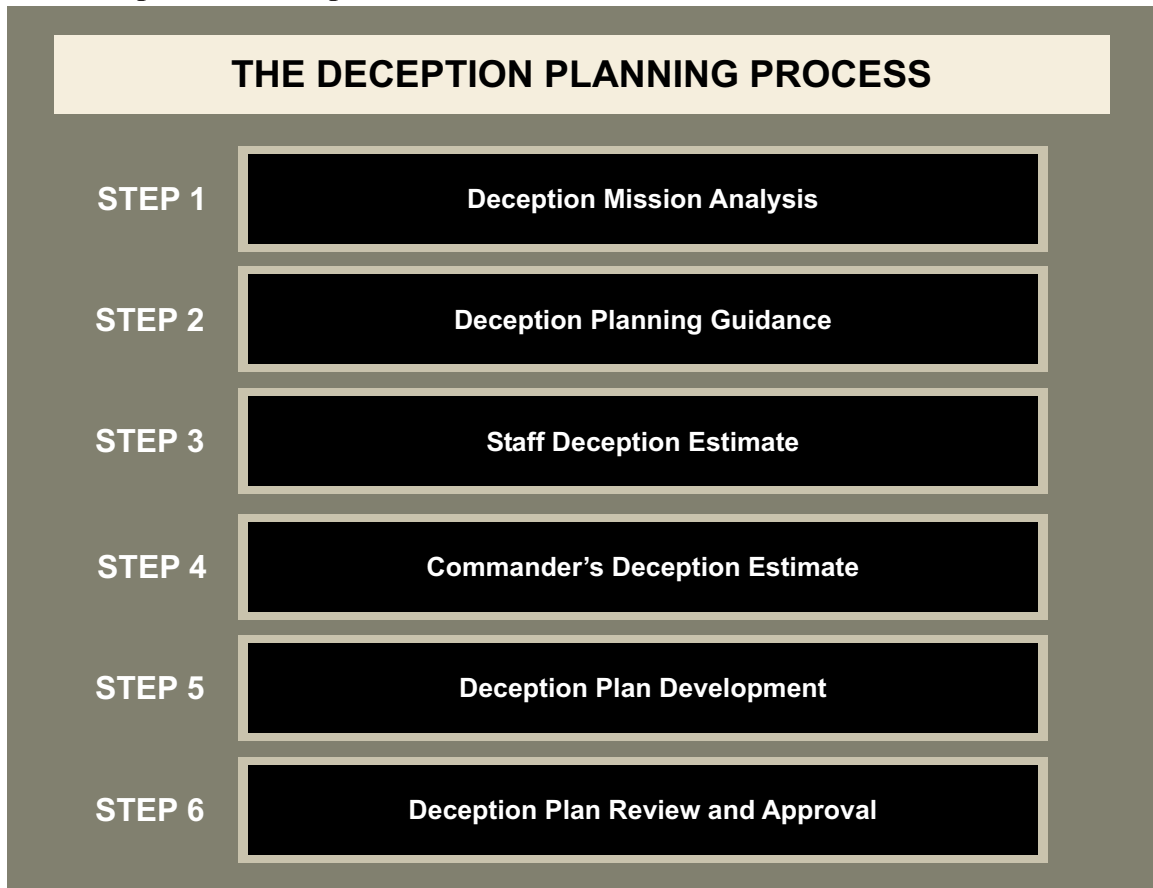 THE DECEPTION PLANNING PROCESS
STEP 1
Deception Mission Analysis
STEP 2
Deception Planning Guidance
STEP 3
Staff Deception Estimate
STEP 4
Commander's Deception Estimate
STEP 5
Deception Plan Development
STEP 6
Deception Plan Review and Approval